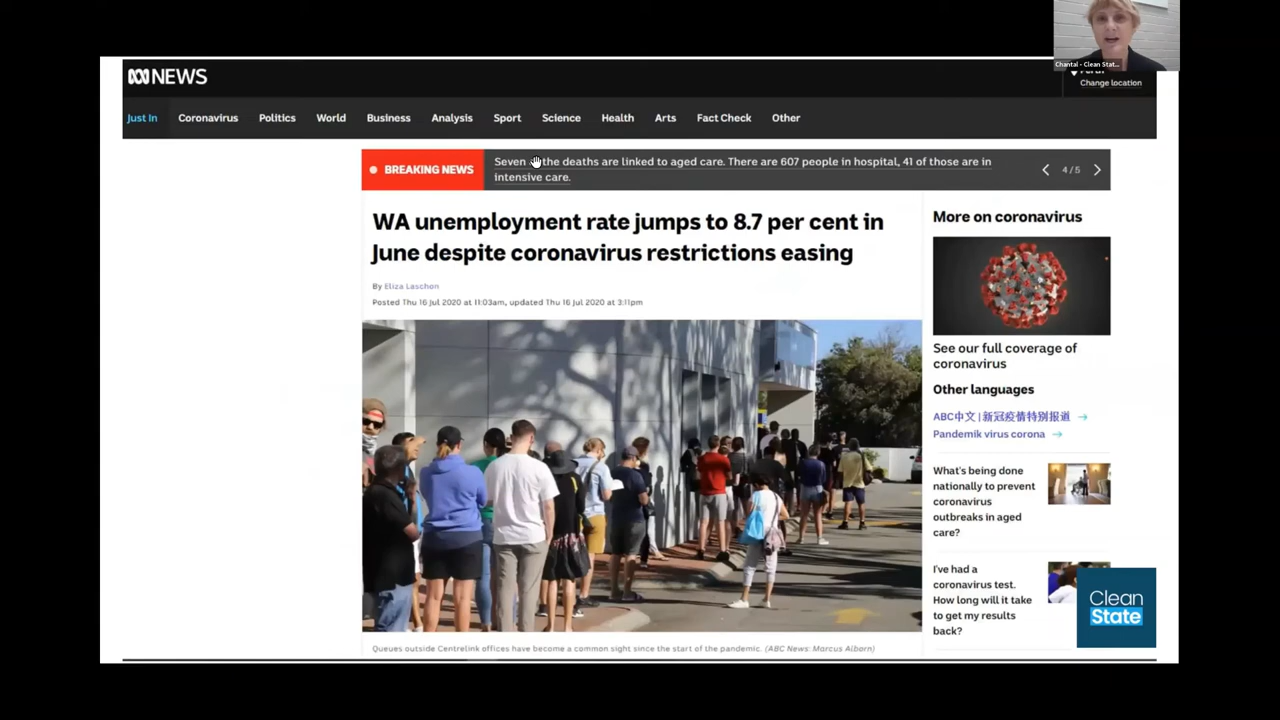 Chantal - Clean Stat...
NEWS
Change location
Just In
Coronavirus
Politics
World
Business
Analysis
Sport
Science
Health
Arts
Fact Check
Other
BREAKING NEWS
Seven the deaths are linked to aged care. There are 607 people in hospital, 41 of those are in
intensive care.
4/5
WA unemployment rate jumps to 8.7 per cent in
June despite coronavirus restrictions easing
By Eliza Laschon
Posted Thu 16 Jul 2020 at 11:03am, updated Thu 16 Jul 2020 at 3:11pm
Queues outside Centrelink offices have become a common sight since the start of the pandemic. (ABC News: Marcus Alborn)
More on coronavirus
See our full coverage of
coronavirus
Other languages
ABC中文 | 新冠疫情特别报道
Pandemik virus corona
What's being done
nationally to prevent
coronavirus
outbreaks in aged
care?
I've had a
coronavirus test.
How long will it take
to get my results
back?
Clean
State